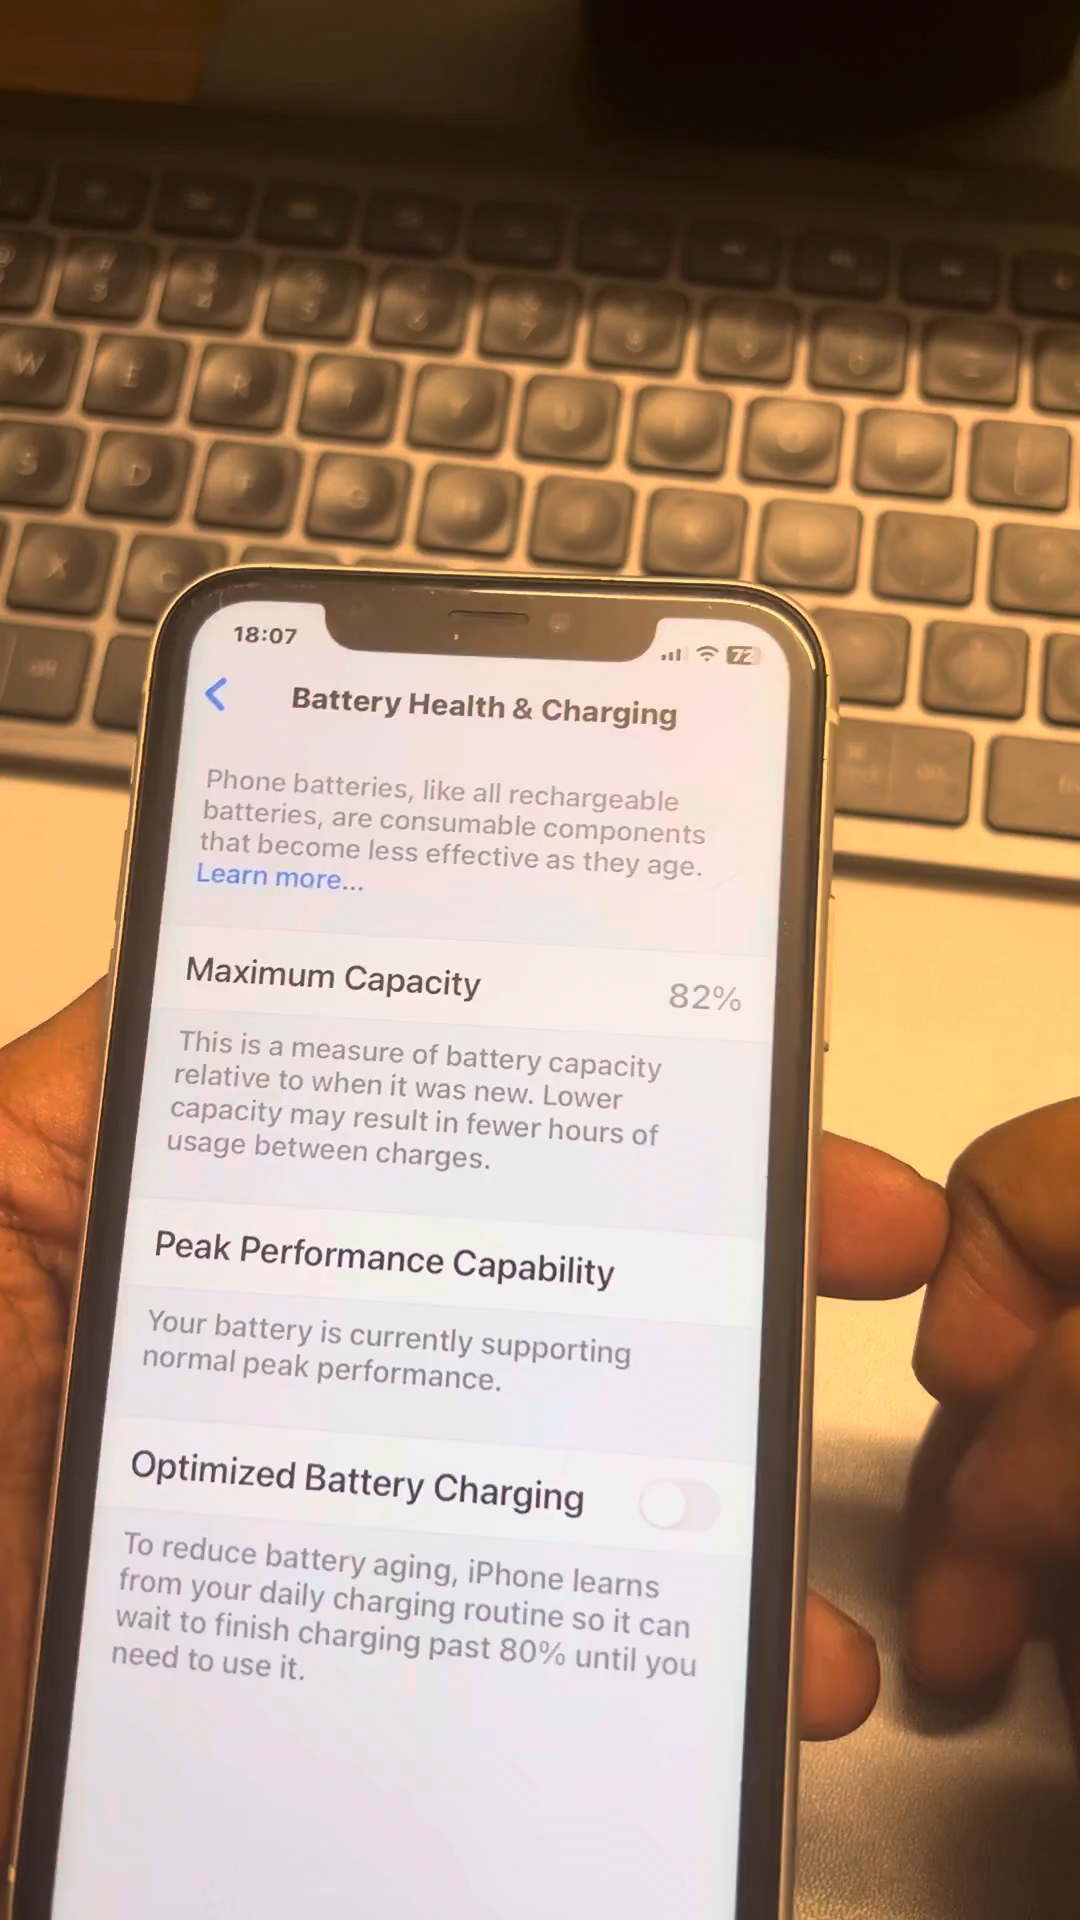 W E R T Y U
S D F G H
X C
alt
18:07
72
Battery Health & Charging
Phone batteries, like all rechargeable
batteries, are consumable components
that become less effective as they age.
Learn more...
Maximum Capacity 82%
This is a measure of battery capacity
relative to when it was new. Lower
capacity may result in fewer hours of
usage between charges.
Peak Performance Capability
Your battery is currently supporting
normal peak performance.
Optimized Battery Charging
To reduce battery aging, iPhone learns
from your daily charging routine so it can
wait to finish charging past 80% until you
need to use it.